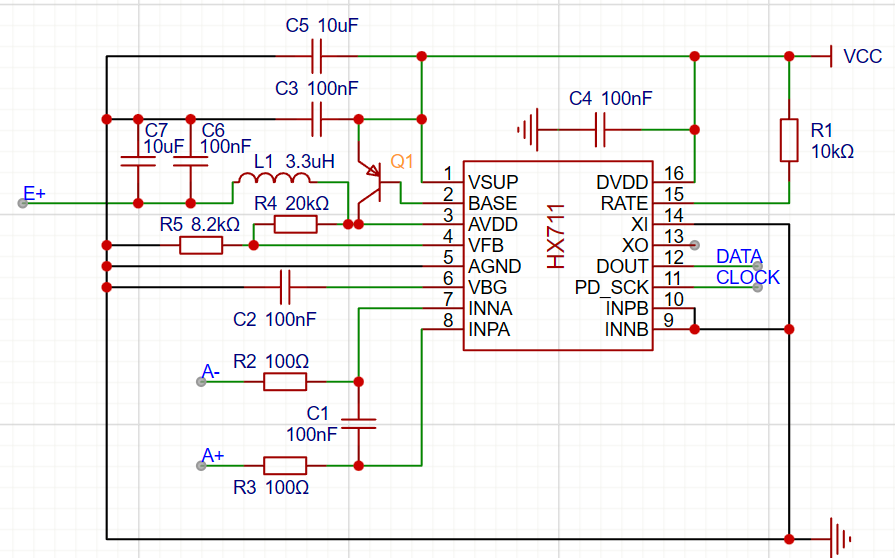 C5 10uF
VCC
C3 100nF
C4 100nF
C7
10uF
C6
100nF
R1
10kΩ
L1 3.3uH
Q1
E+
R4 20kΩ
R5 8.2kΩ
1
VSUP
2
BASE
3
AVDD
4
VFB
5
AGND
6
VBG
7
INNA
8
INPA
HX711
16
DVDD
15
RATE
14
XI
13
XO
12
DOUT
11
PD_SCK
10
INPB
9
INNB
DATA
CLOCK
C2 100nF
A-
R2 100Ω
C1
100nF
A+
R3 100Ω